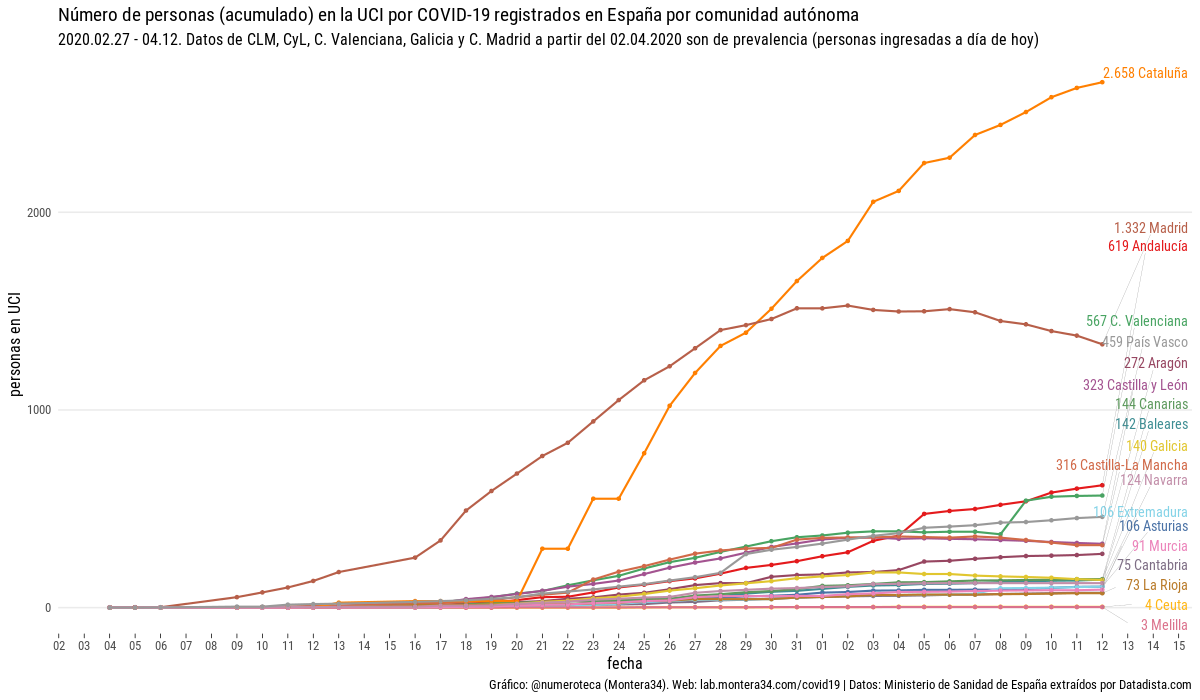 Número de personas (acumulado) en la UCI por COVID-19 registrados en España por comunidad autónoma
2020.02.27 - 04.12. Datos de CLM, CyL, C. Valenciana, Galicia y C. Madrid a partir del 02.04.2020 son de prevalencia (personas ingresadas a día de hoy)
2.658 Cataluña
2000
1.332 Madrid
619 Andalucía
personas en UCI
567 C. Valenciana
459 País Vasco
272 Aragón
323 Castilla y León
1000
144 Canarias
142 Baleares
140 Galicia
316 Castilla-La Mancha
124 Navarra
106 Extremadura
106 Asturias
91 Murcia
75 Cantabria
73 La Rioja
0
4 Ceuta
3 Melilla
02 03 04 05 06 07 08 09 10 11 12 13 14 15 16 17 18 19 20 21 22 23 24 25 26 27 28 29 30 31 01 02 03 04 05 06 07 08 09 10 11 12 13 14 15
fecha
Gráfico: @numeroteca (Montera34). Web: lab.montera34.com/covid19 | Datos: Ministerio de Sanidad de España extraídos por Datadista.com